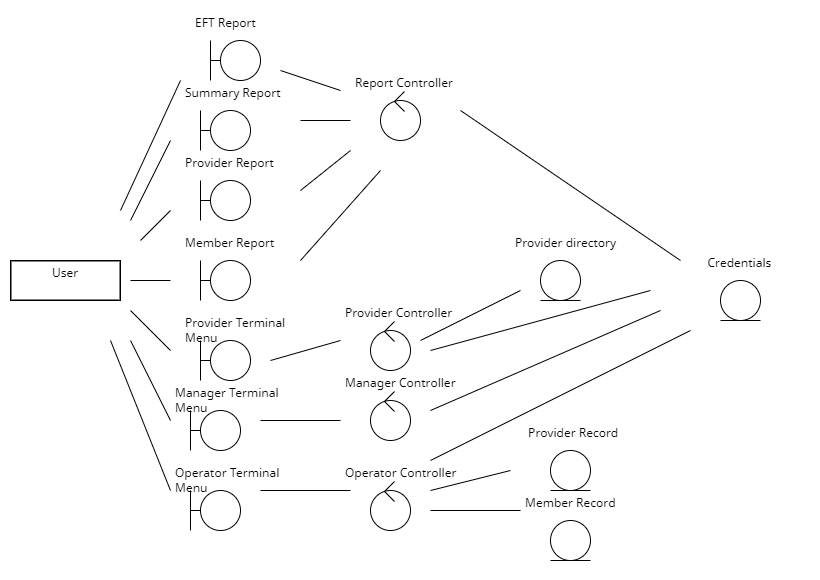 EFT Report
Report Controller
Summary Report
Provider Report
Member Report
Provider directory
Credentials
User
Provider Controller
Provider Terminal
Menu
Manager Controller
Manager Terminal
Menu
Provider Record
Operator Terminal
Menu
Operator Controller
Member Record